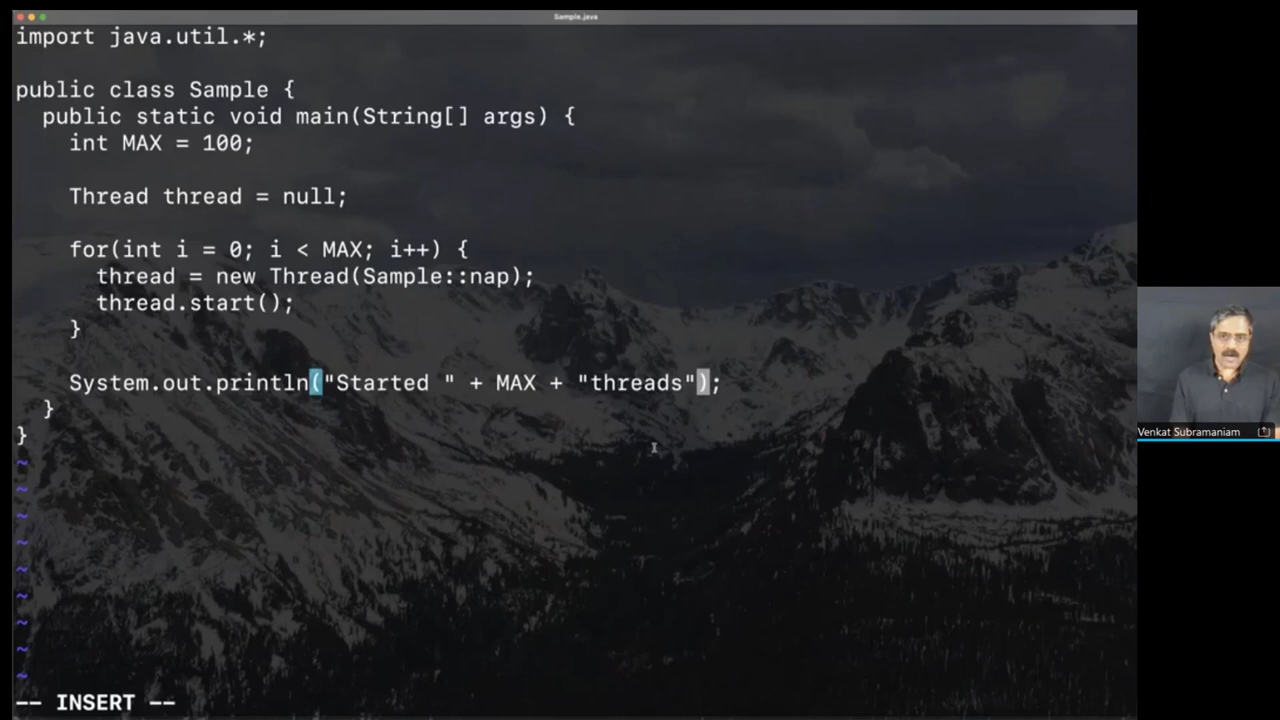 Sample.java
import java.util.*;
public class Sample {
  public static void main(String[] args) {
    int MAX = 100;
    Thread thread = null;
    for(int i = 0; i < MAX; i++) {
      thread = new Thread(Sample::nap);
      thread.start();
    }
    System.out.println("Started " + MAX + "threads");
  }
}
~
~
~
~
~
~
~
~
~
-- INSERT --
Venkat Subramaniam